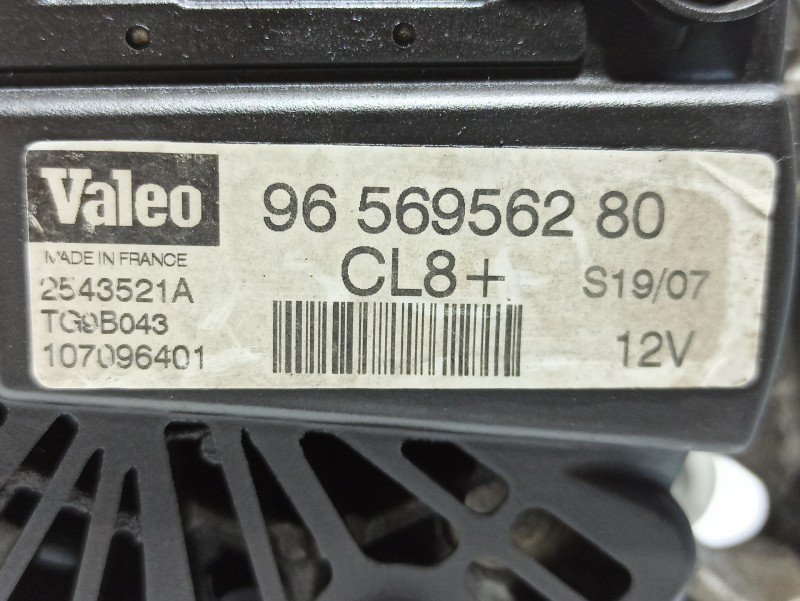 Valeo
96 569562 80
MADE IN FRANCE
CL8+
2543521A
S19/07
TG9B043
107096401
12V